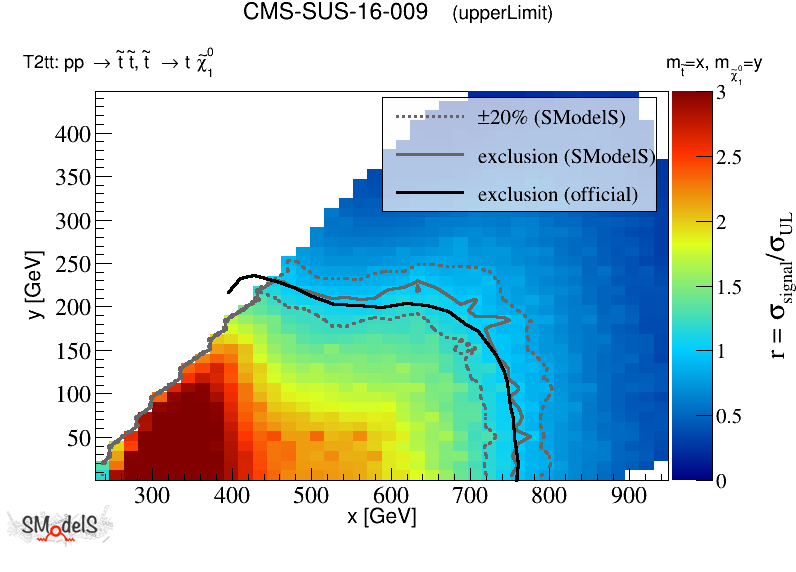 CMS-SUS-16-009 (upperLimit)
T2tt: pp → t̃ t̃, t̃ → t χ̃₁⁰
m_t̃=x, m_χ̃₁⁰=y
±20% (SModelS)
exclusion (SModelS)
exclusion (official)
400
350
300
250
200
150
100
50
y [GeV]
300 400 500 600 700 800 900
x [GeV]
3
2.5
2
1.5
1
0.5
0
r = σ_signal/σ_UL
SModelS